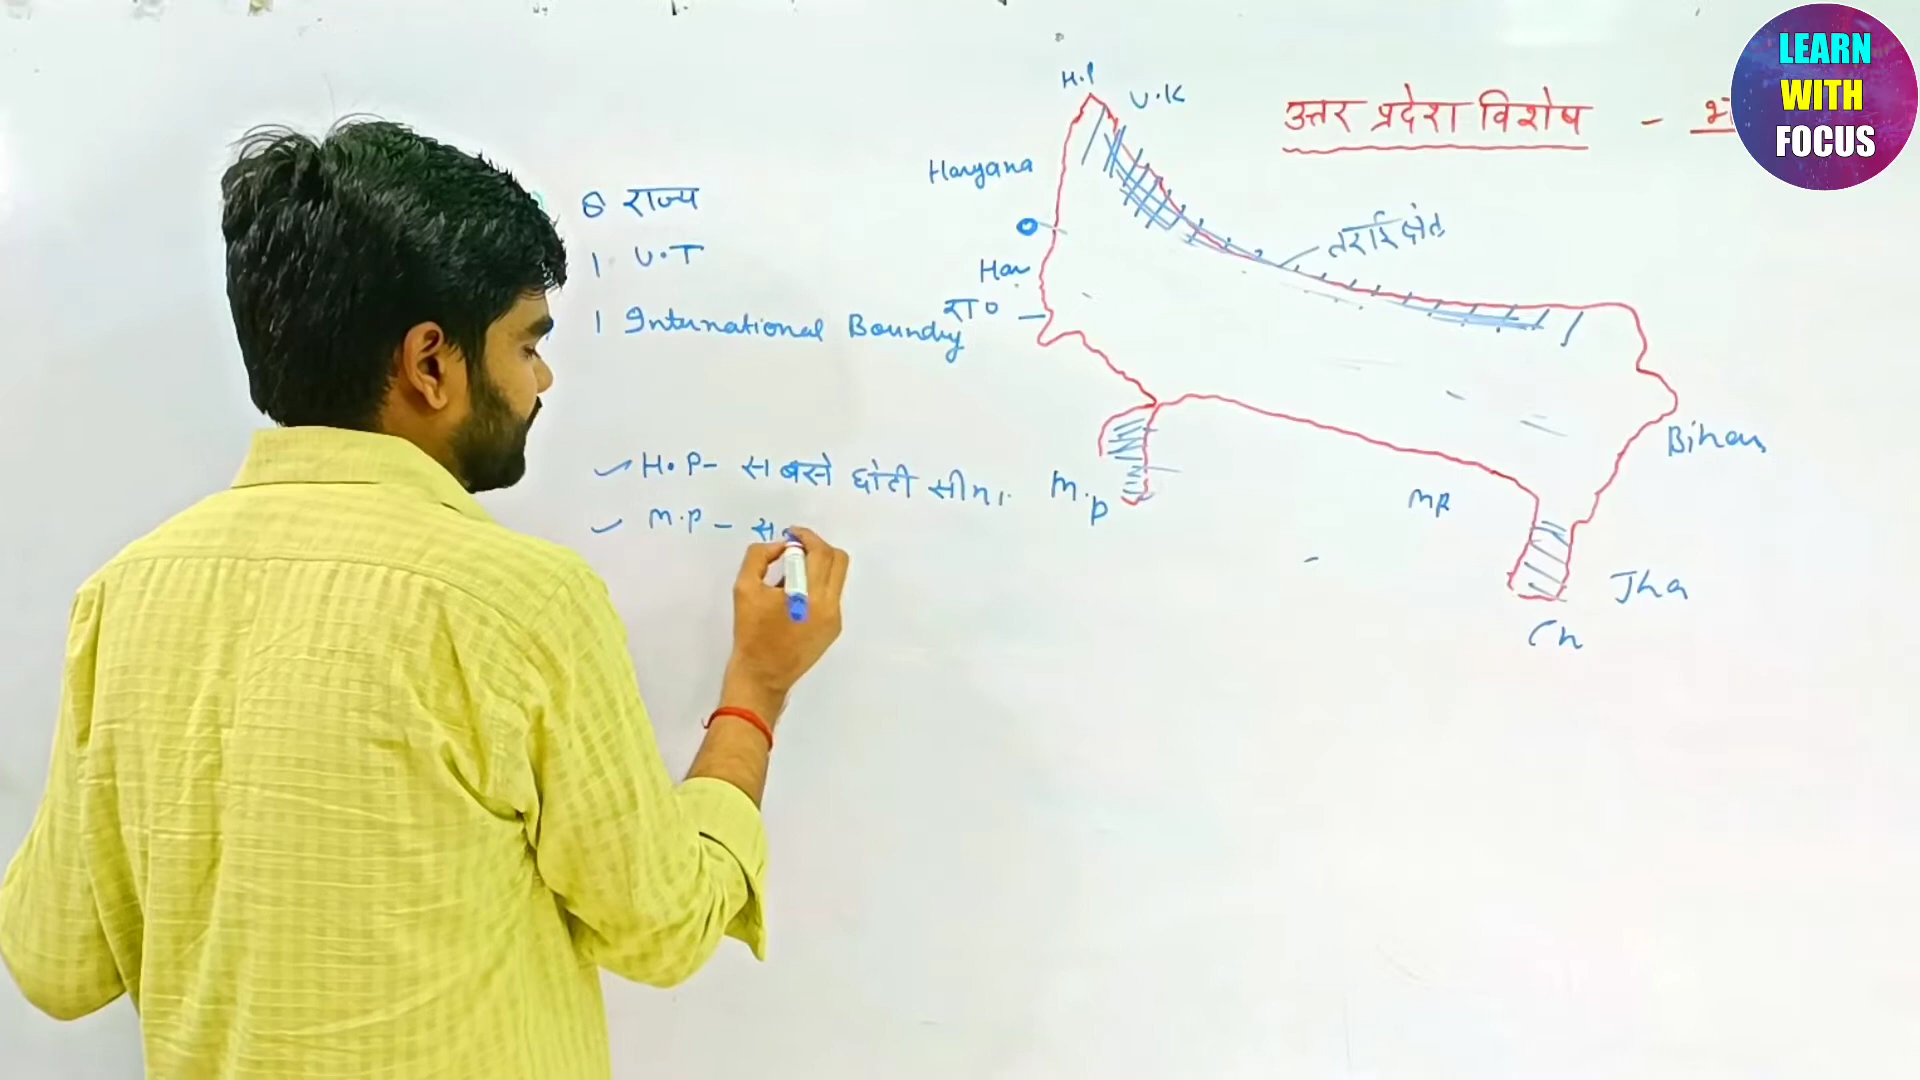 LEARN
WITH
FOCUS
उत्तर प्रदेश विशेष -
H.P
U.K
Haryana
8 राज्य
1 U.T
1 International Boundry
तराई क्षेत्र
Har
रा०
Bihar
✓ H.P- सबसे छोटी सीमा
✓ M.P - स
M.P
MP
Jha
Ch